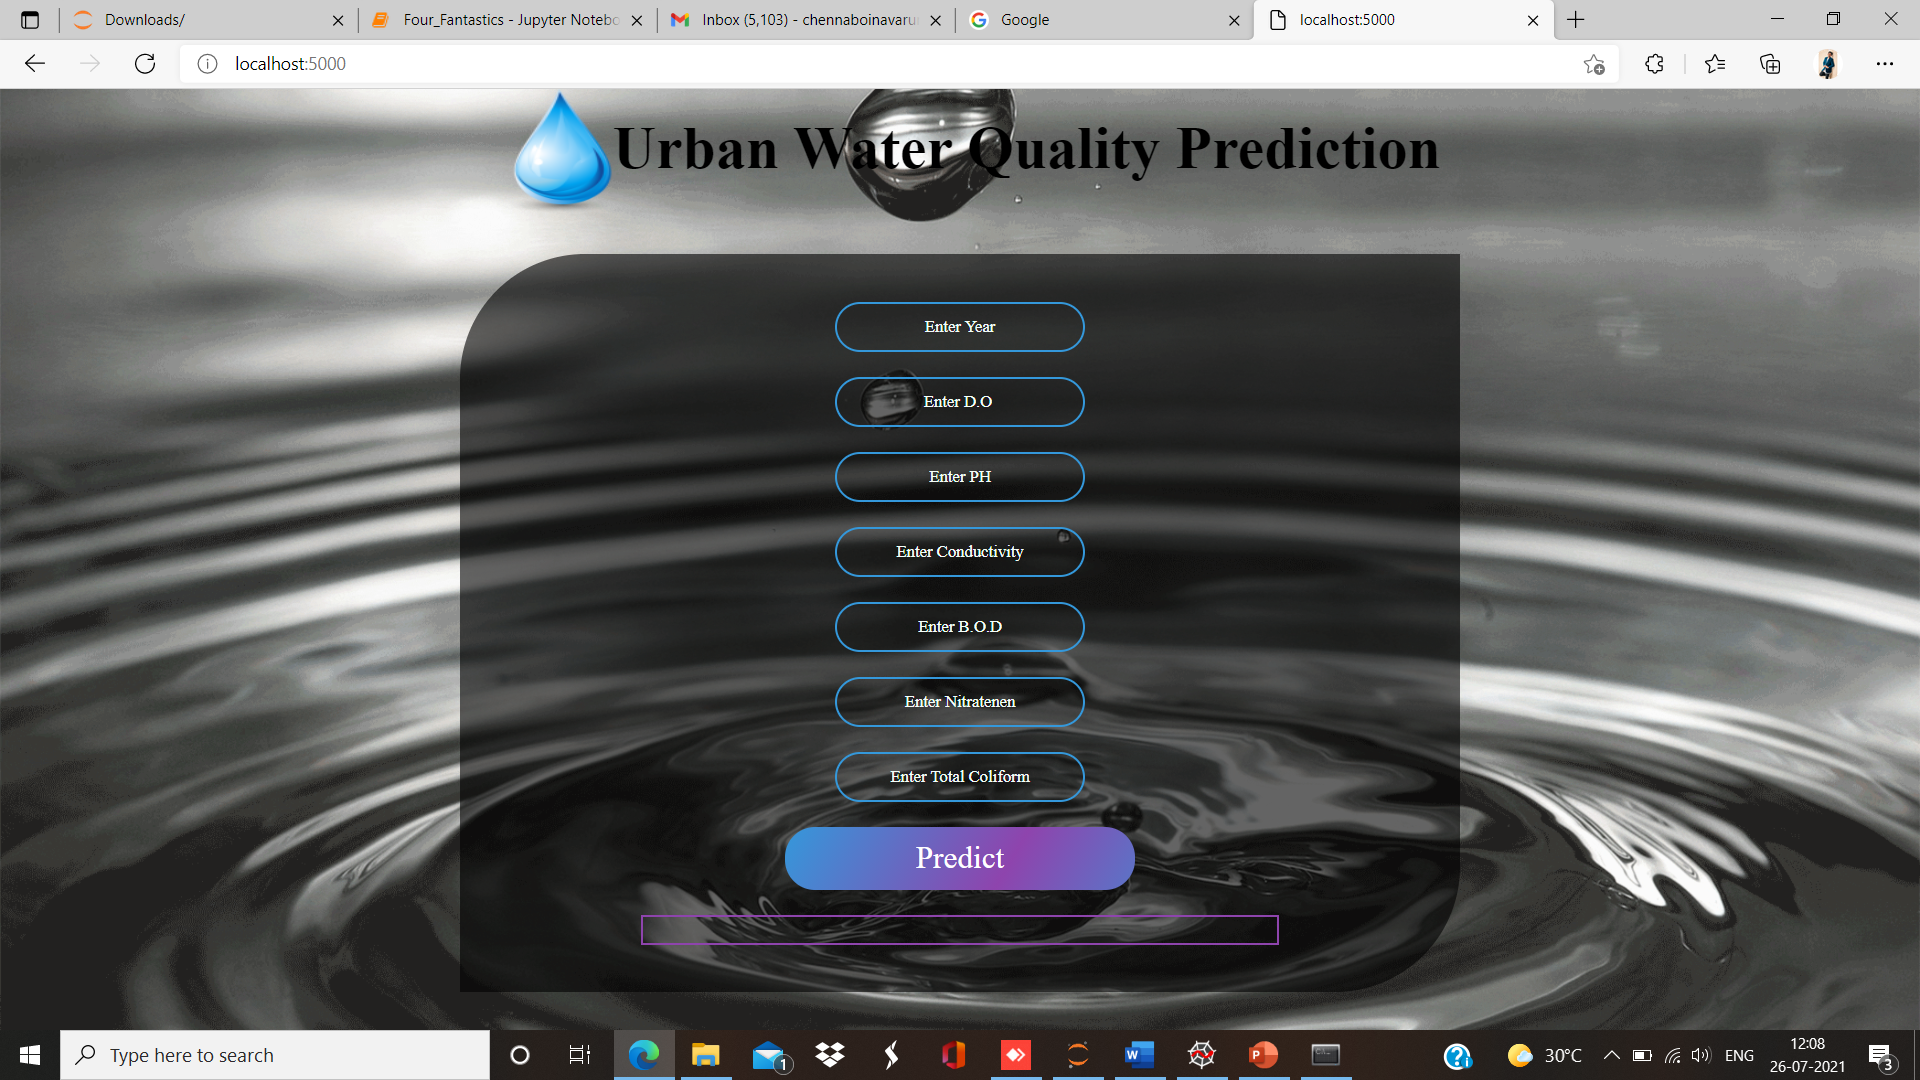 Downloads/
Four_Fantastics - Jupyter Notebo
Inbox (5,103) - chennaboinavaru
Google
localhost:5000
localhost:5000
Urban Water Quality Prediction
Enter Year
Enter D.O
Enter PH
Enter Conductivity
Enter B.O.D
Enter Nitratenen
Enter Total Coliform
Predict
Type here to search
1
30°C
ENG
12:08
26-07-2021
3